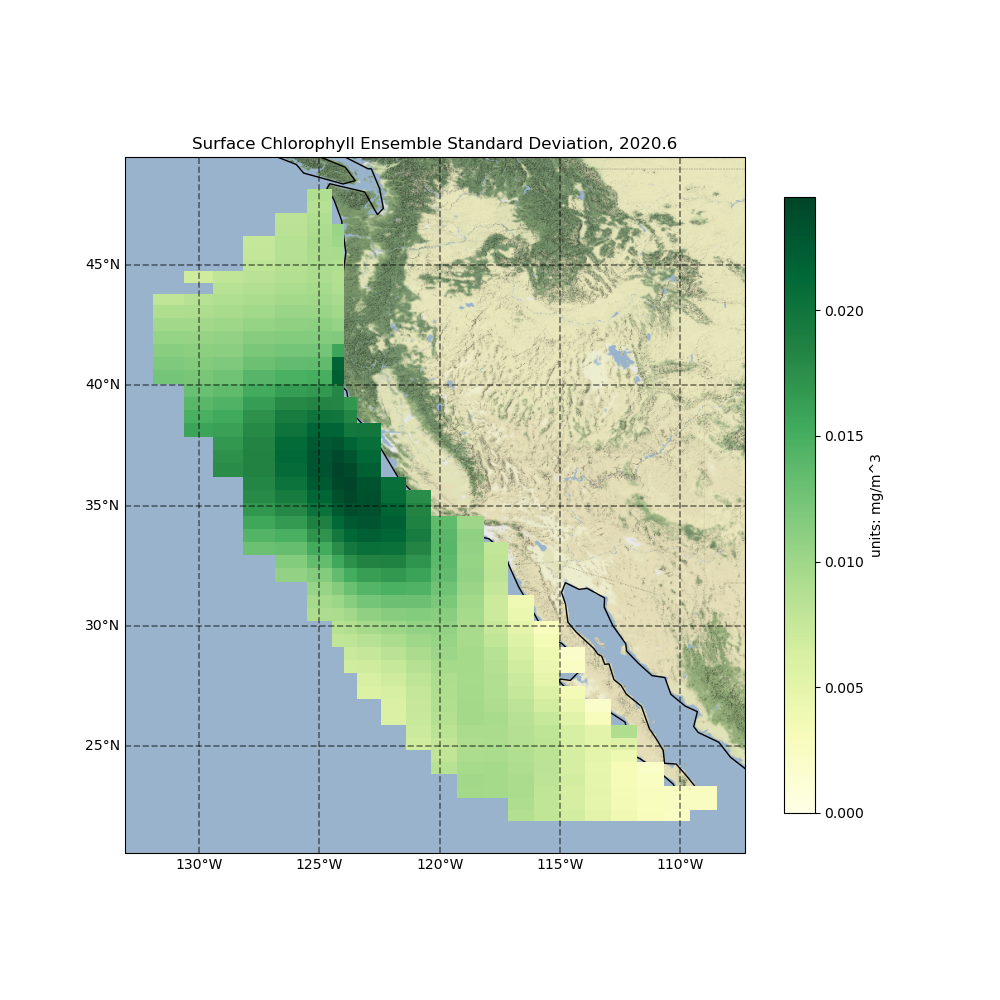 Surface Chlorophyll Ensemble Standard Deviation, 2020.6
45°N
40°N
35°N
30°N
25°N
130°W 125°W 120°W 115°W 110°W
0.020
0.015
0.010
0.005
0.000
units: mg/m^3